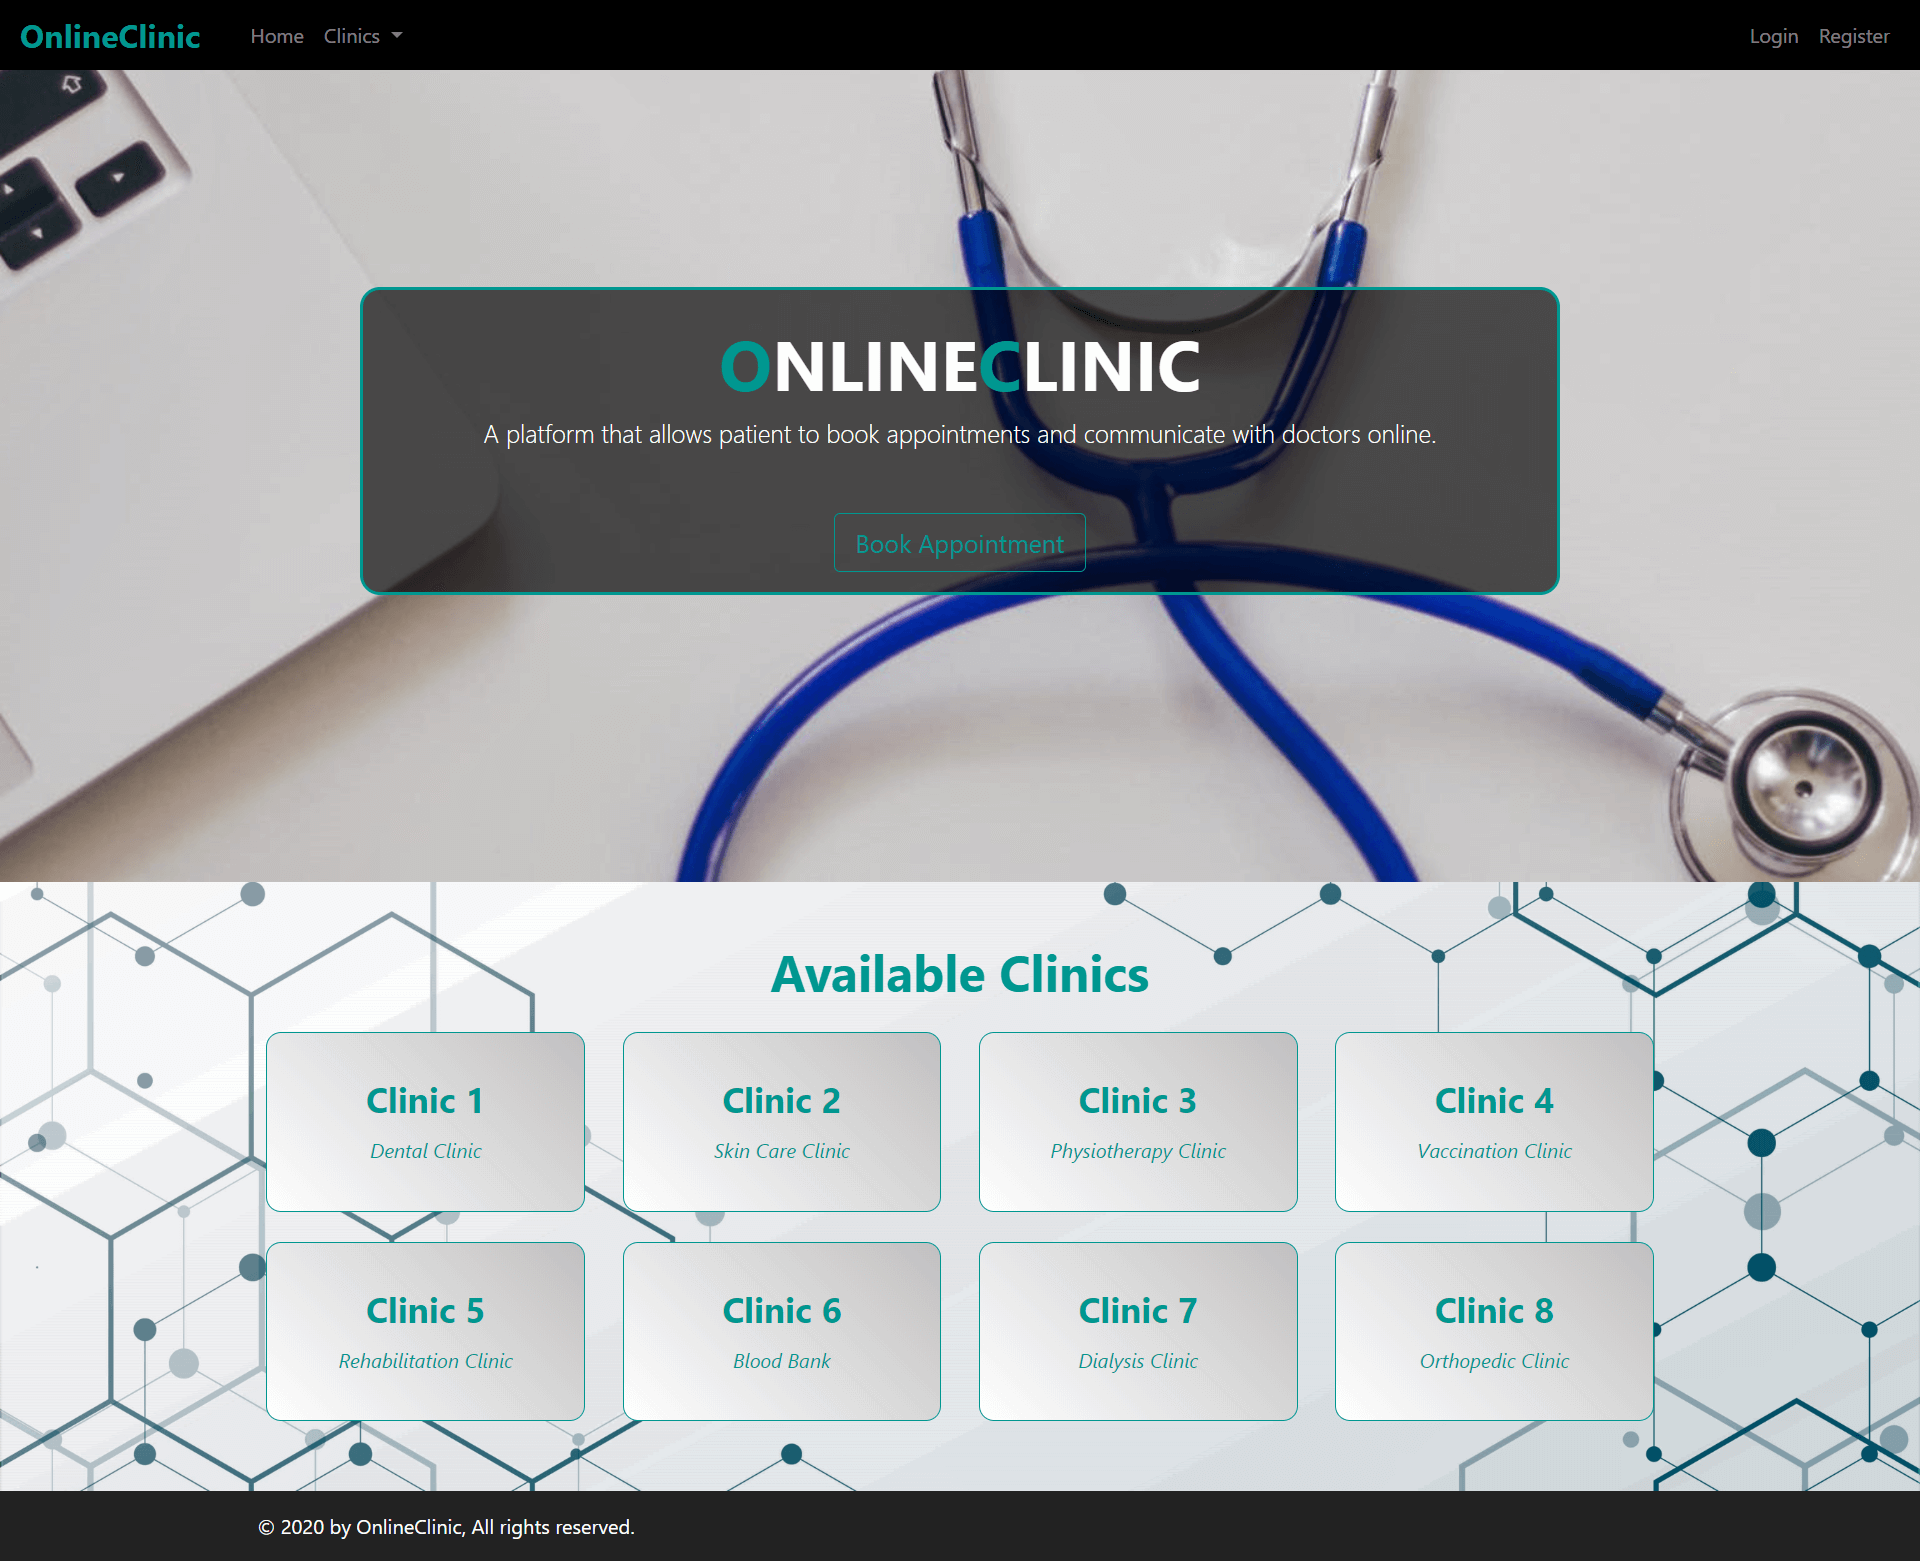 OnlineClinic Home Clinics Login Register
ONLINECLINIC
A platform that allows patient to book appointments and communicate with doctors online.
Book Appointment
Available Clinics
Clinic 1
Dental Clinic
Clinic 2
Skin Care Clinic
Clinic 3
Physiotherapy Clinic
Clinic 4
Vaccination Clinic
Clinic 5
Rehabilitation Clinic
Clinic 6
Blood Bank
Clinic 7
Dialysis Clinic
Clinic 8
Orthopedic Clinic
© 2020 by OnlineClinic, All rights reserved.